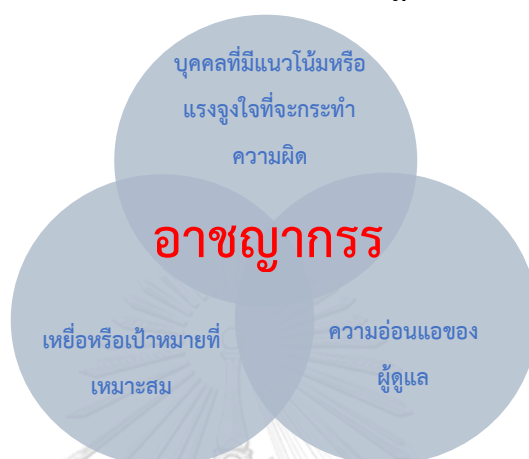 บุคคลที่มีแนวโน้มหรือ
แรงจูงใจที่จะกระทำ
ความผิด
อาชญากรร
เหยื่อหรือเป้าหมายที่
เหมาะสม
ความอ่อนแอของ
ผู้ดูแล